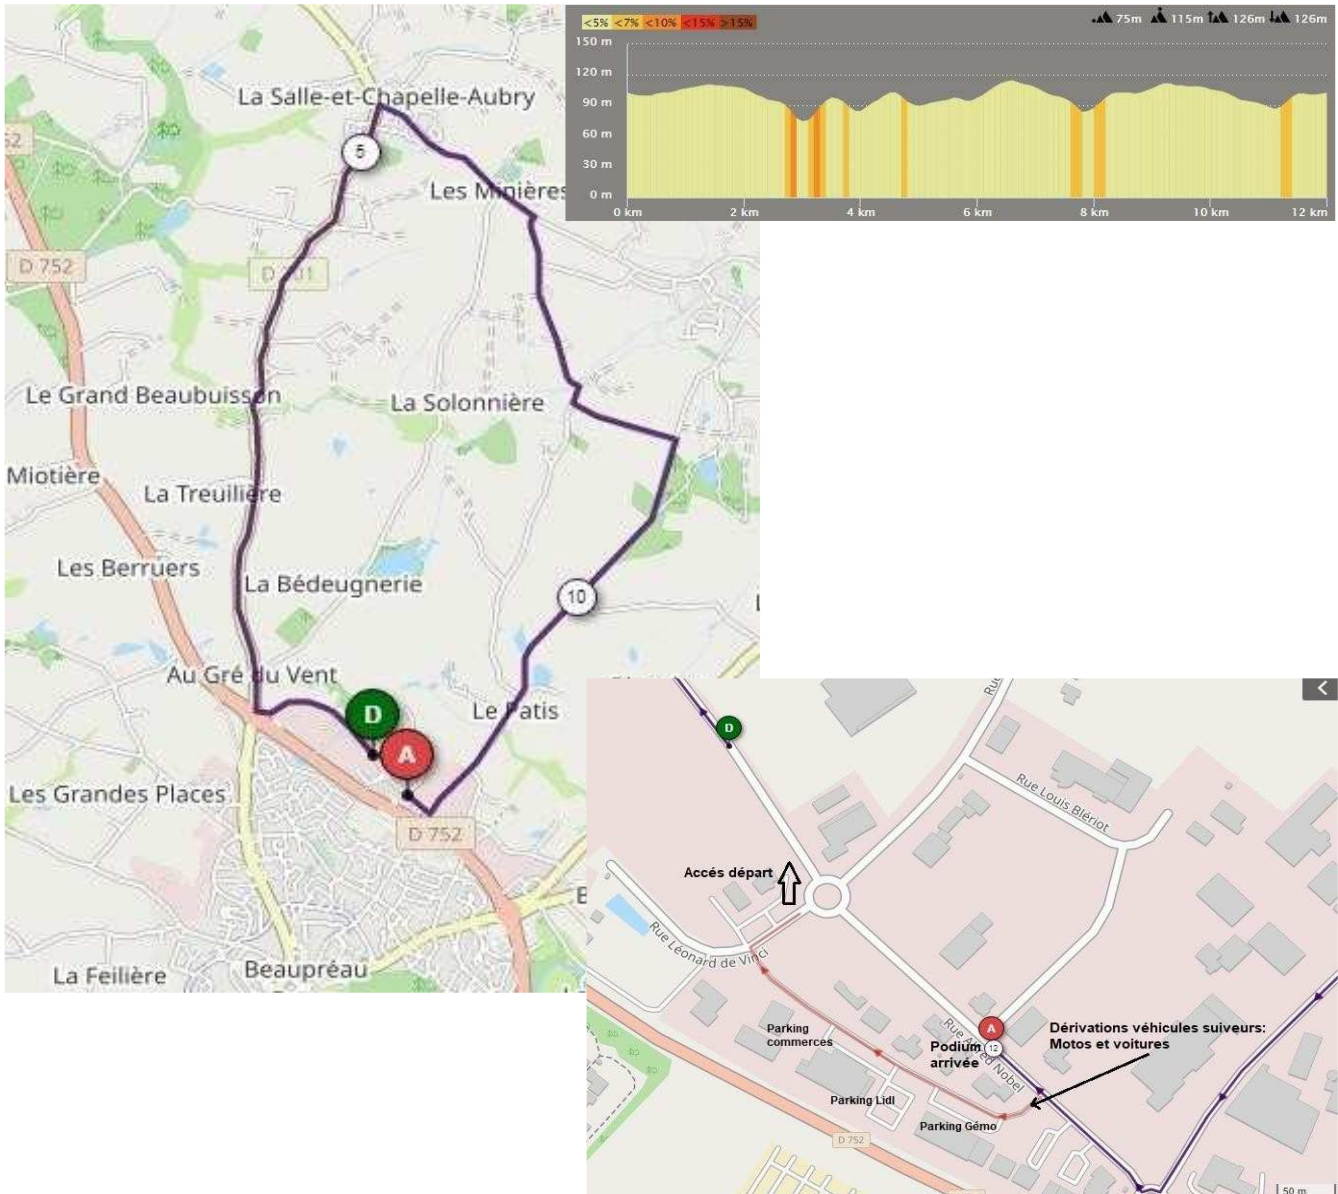 La Salle-et-Chapelle-Aubry
5
Les Minières
D 752
Le Grand Beaubuisson
La Solonnière
Miotière
La Treuilière
Les Berruers
La Bédeugnerie
10
Au Gré du Vent
D
Le Patis
A
Les Grandes Places
D 752
La Feilière
Beaupréau
<5% <7% <10% <15% >15%
75m 115m 126m 126m
150 m
120 m
90 m
60 m
30 m
0 m
0 km 2 km 4 km 6 km 8 km 10 km 12 km
D
Rue Louis Blériot
Accés départ
Rue Léonard de Vinci
A
12
Podium
arrivée
Dérivations véhicules suiveurs:
Motos et voitures
Parking
commerces
Parking Lidl
Parking Gémo
D 752
50 m